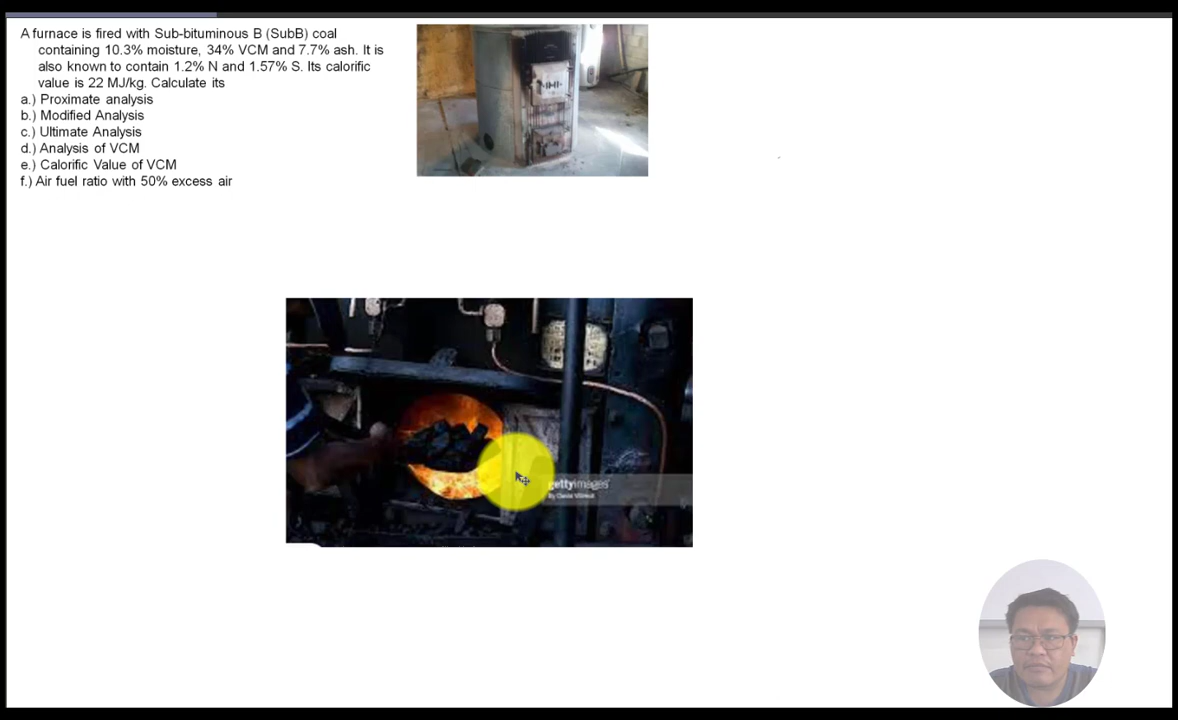 A furnace is fired with Sub-bituminous B (SubB) coal
containing 10.3% moisture, 34% VCM and 7.7% ash. It is
also known to contain 1.2% N and 1.57% S. Its calorific
value is 22 MJ/kg. Calculate its
a.) Proximate analysis
b.) Modified Analysis
c.) Ultimate Analysis
d.) Analysis of VCM
e.) Calorific Value of VCM
f.) Air fuel ratio with 50% excess air
gettyimages